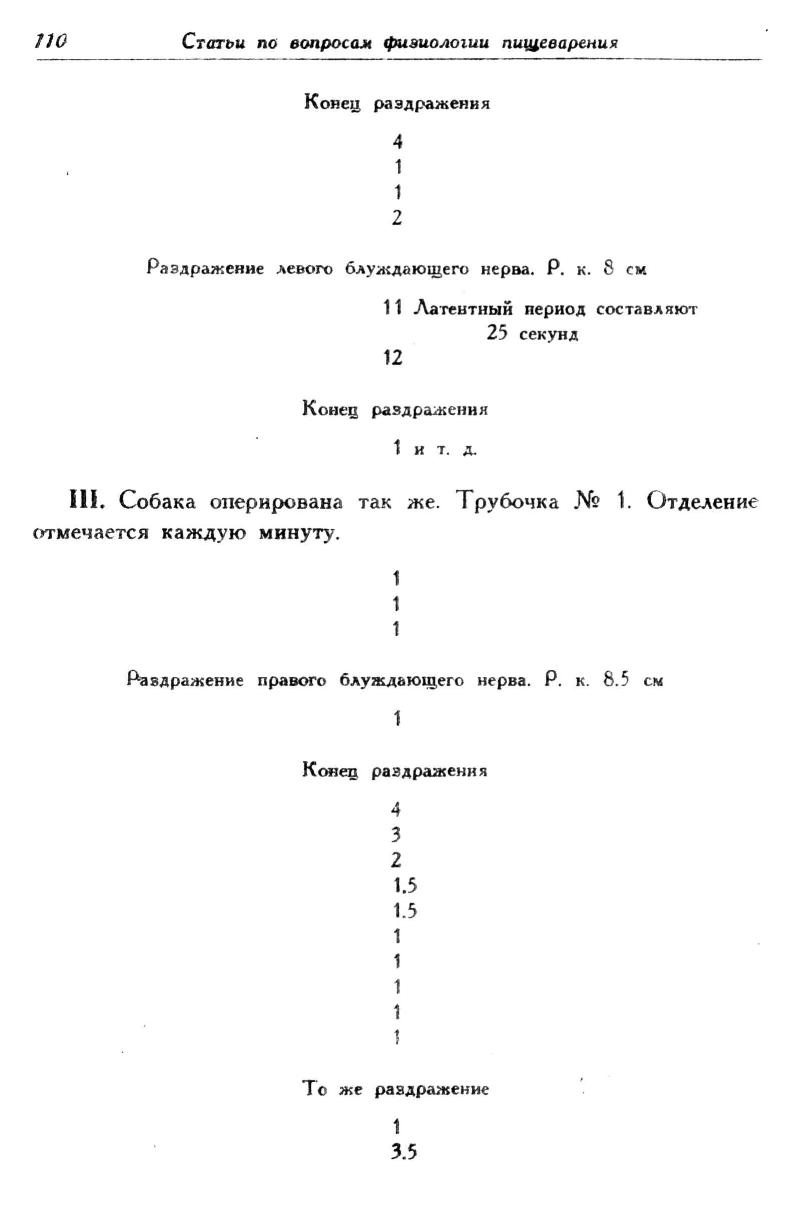 110 Статьи по вопросам физиологии пищеварения
Конец раздражения
4
1
1
2
Раздражение левого блуждающего нерва. Р. к. 8 см
11 Латентный период составляют
25 секунд
12
Конец раздражения
1 и т. д.
III. Собака оперирована так же. Трубочка № 1. Отделение
отмечается каждую минуту.
1
1
1
Раздражение правого блуждающего нерва. Р. к. 8.5 см
1
Конец раздражения
4
3
2
1.5
1.5
1
1
1
1
1
То же раздражение
1
3.5